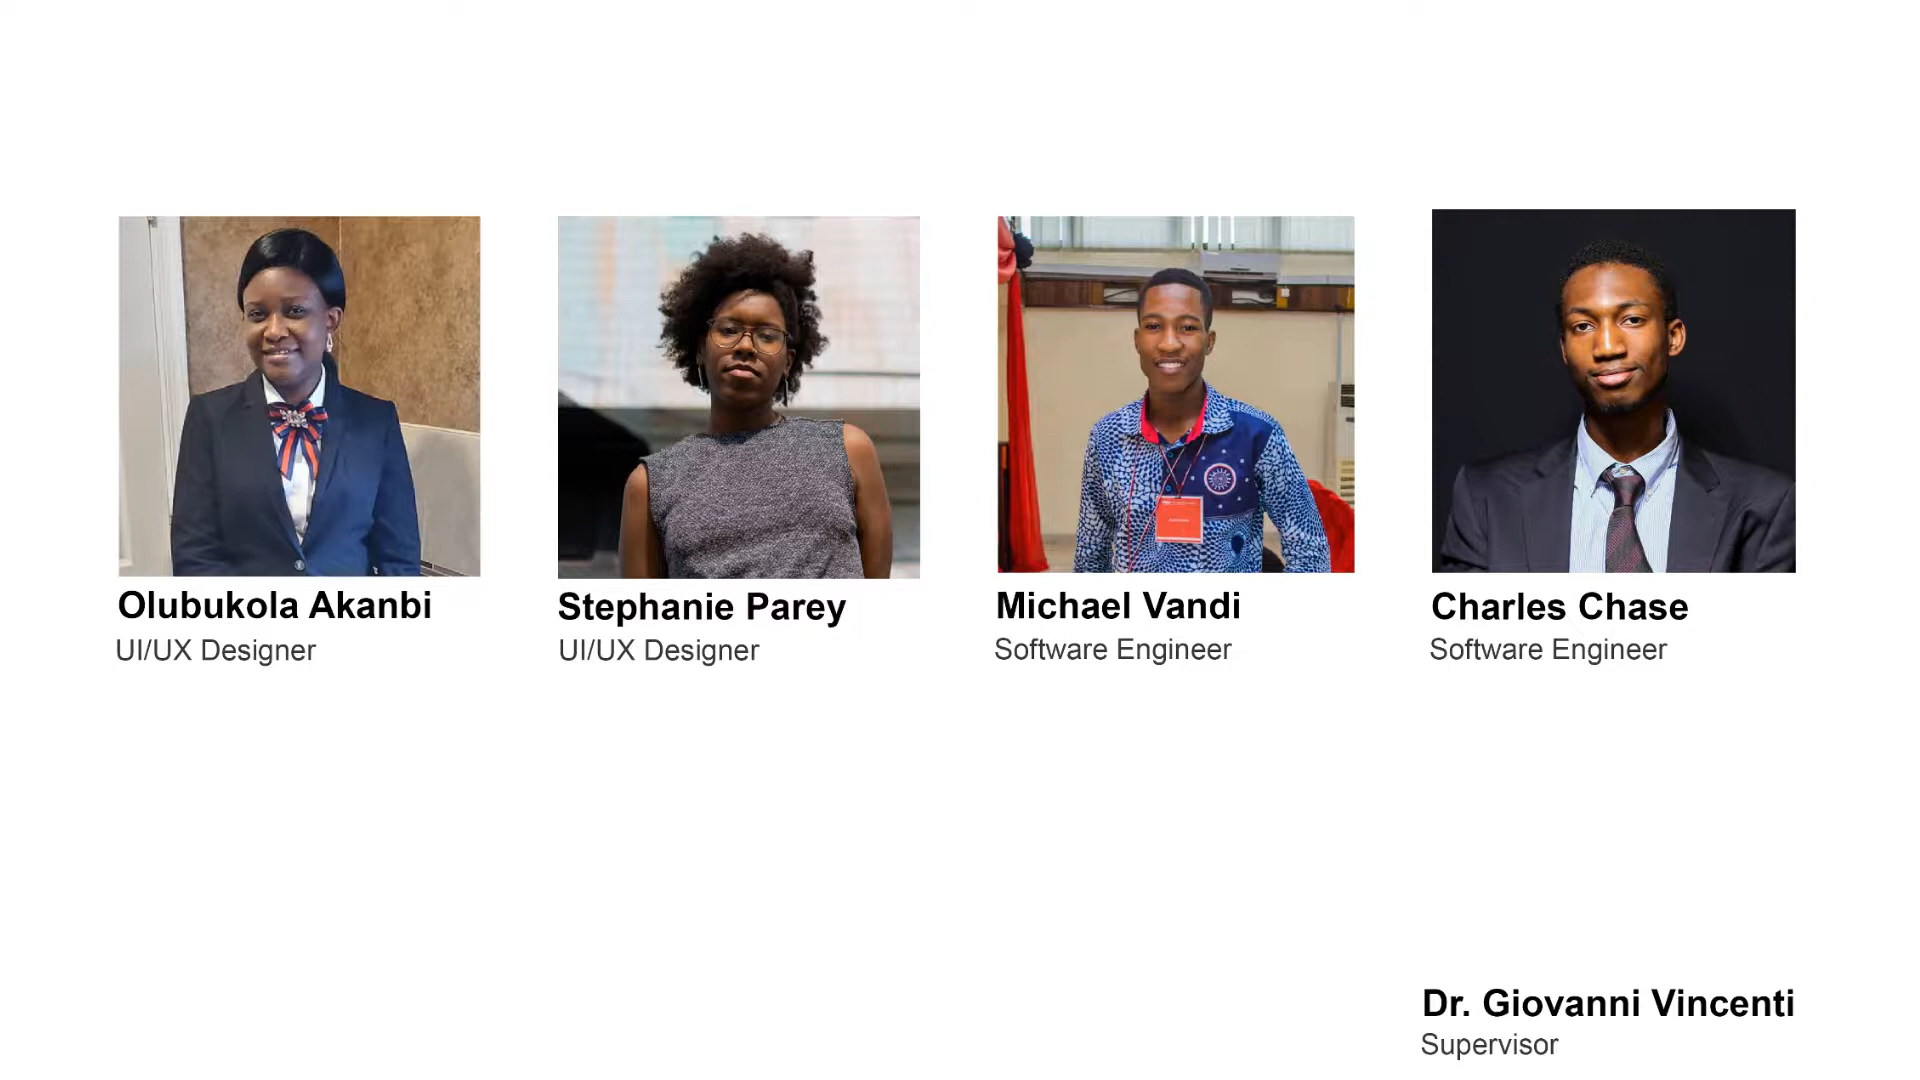 Olubukola Akanbi
UI/UX Designer
Stephanie Parey
UI/UX Designer
Michael Vandi
Software Engineer
Charles Chase
Software Engineer
Dr. Giovanni Vincenti
Supervisor